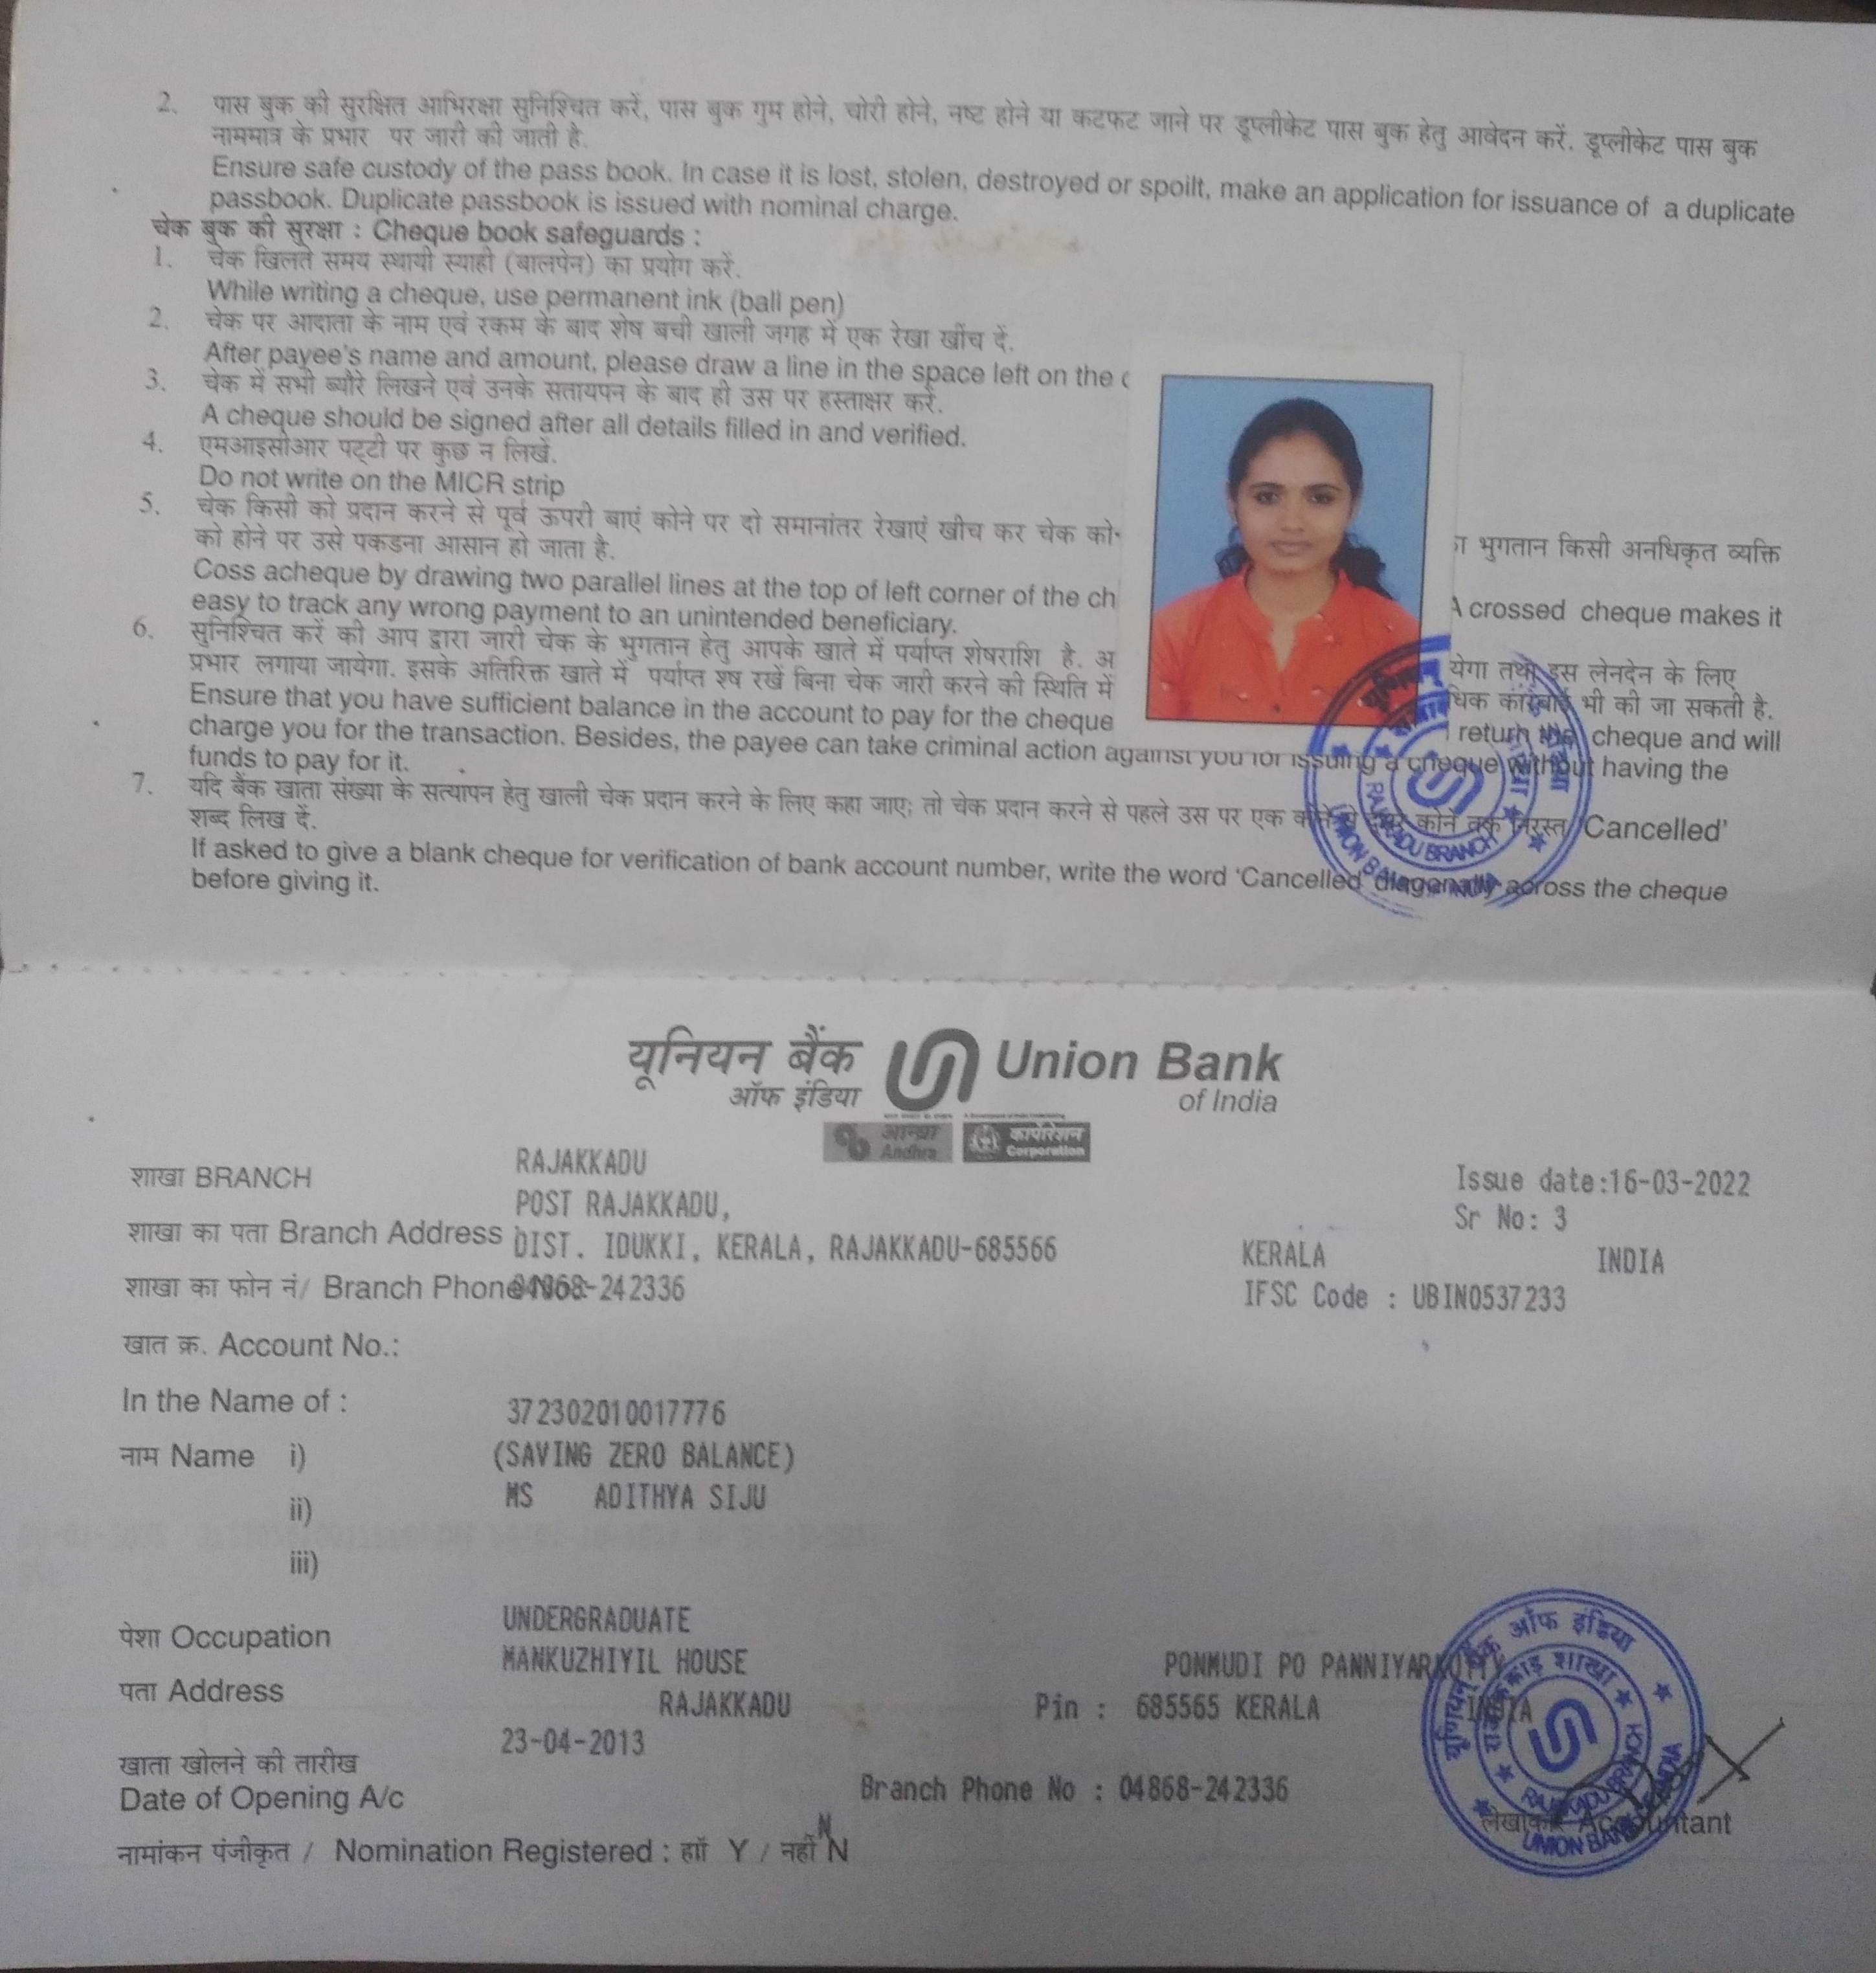 2. पास बुक की सुरक्षित आभिरक्षा सुनिश्चित करें, पास बुक गुम होने, चोरी होने, नष्ट होने या कटफट जाने पर डूप्लीकेट पास बुक हेतु आवेदन करें. डूप्लीकेट पास बुक
नाममात्र के प्रभार पर जारी की जाती है.
Ensure safe custody of the pass book. In case it is lost, stolen, destroyed or spoilt, make an application for issuance of a duplicate
passbook. Duplicate passbook is issued with nominal charge.
चेक बुक की सुरक्षा : Cheque book safeguards :
1. चेक खिलते समय स्थायी स्याही (बालपेन) का प्रयोग करें.
While writing a cheque, use permanent ink (ball pen)
2. चेक पर आदाता के नाम एवं रकम के बाद शेष बची खाली जगह में एक रेखा खींच दें.
After payee's name and amount, please draw a line in the space left on the
3. चेक में सभी ब्यौरे लिखने एवं उनके सतायपन के बाद ही उस पर हस्ताक्षर करें.
A cheque should be signed after all details filled in and verified.
4. एमआइसीआर पट्टी पर कुछ न लिखें.
Do not write on the MICR strip
5. चेक किसी को प्रदान करने से पूर्व ऊपरी बाएं कोने पर दो समानांतर रेखाएं खीच कर चेक को भुगतान किसी अनधिकृत व्यक्ति
को होने पर उसे पकडना आसान हो जाता है.
Coss acheque by drawing two parallel lines at the top of left corner of the ch A crossed cheque makes it
easy to track any wrong payment to an unintended beneficiary.
6. सुनिश्चित करें की आप द्वारा जारी चेक के भुगतान हेतु आपके खाते में पर्याप्त शेषराशि है. अ येगा तथा इस लेनदेन के लिए
प्रभार लगाया जायेगा. इसके अतिरिक्त खाते में पर्याप्त श्ष रखें बिना चेक जारी करने की स्थिति में धिक कार्रबाई भी की जा सकती है.
Ensure that you have sufficient balance in the account to pay for the cheque return the cheque and will
charge you for the transaction. Besides, the payee can take criminal action against you for issuing a cheque without having the
funds to pay for it.
7. यदि बैंक खाता संख्या के सत्यापन हेतु खाली चेक प्रदान करने के लिए कहा जाए; तो चेक प्रदान करने से पहले उस पर एक कोने से दूसरे कोने तक निरस्त/'Cancelled'
शब्द लिख दें.
If asked to give a blank cheque for verification of bank account number, write the word 'Cancelled' diagonally across the cheque
before giving it.
RAJAKKADU BRANCH
UNION BANK OF INDIA
यूनियन बैंक Union Bank
ऑफ इंडिया of India
आन्ध्रा Andhra कार्पोरेशन Corporation
शाखा BRANCH RAJAKKADU
Issue date:16-03-2022
POST RAJAKKADU,
Sr No: 3
शाखा का पता Branch Address DIST. IDUKKI, KERALA, RAJAKKADU-685566 KERALA INDIA
शाखा का फोन नं/ Branch Phone No.: 04868-242336 IFSC Code : UBIN0537233
खात क्र. Account No.:
In the Name of : 372302010017776
नाम Name i) (SAVING ZERO BALANCE)
ii) MS ADITHYA SIJU
iii)
पेशा Occupation UNDERGRADUATE
MANKUZHIYIL HOUSE PONMUDI PO PANNIYARKUTTY
पता Address RAJAKKADU Pin : 685565 KERALA INDIA
23-04-2013
खाता खोलने की तारीख
Date of Opening A/c Branch Phone No : 04868-242336
लेखाकार Accountant
नामांकन पंजीकृत / Nomination Registered : हॉ Y / नहीं N N
यूनियन बैंक ऑफ इंडिया
राजाक्काड शाखा
RAJAKKADU BRANCH
UNION BANK OF INDIA